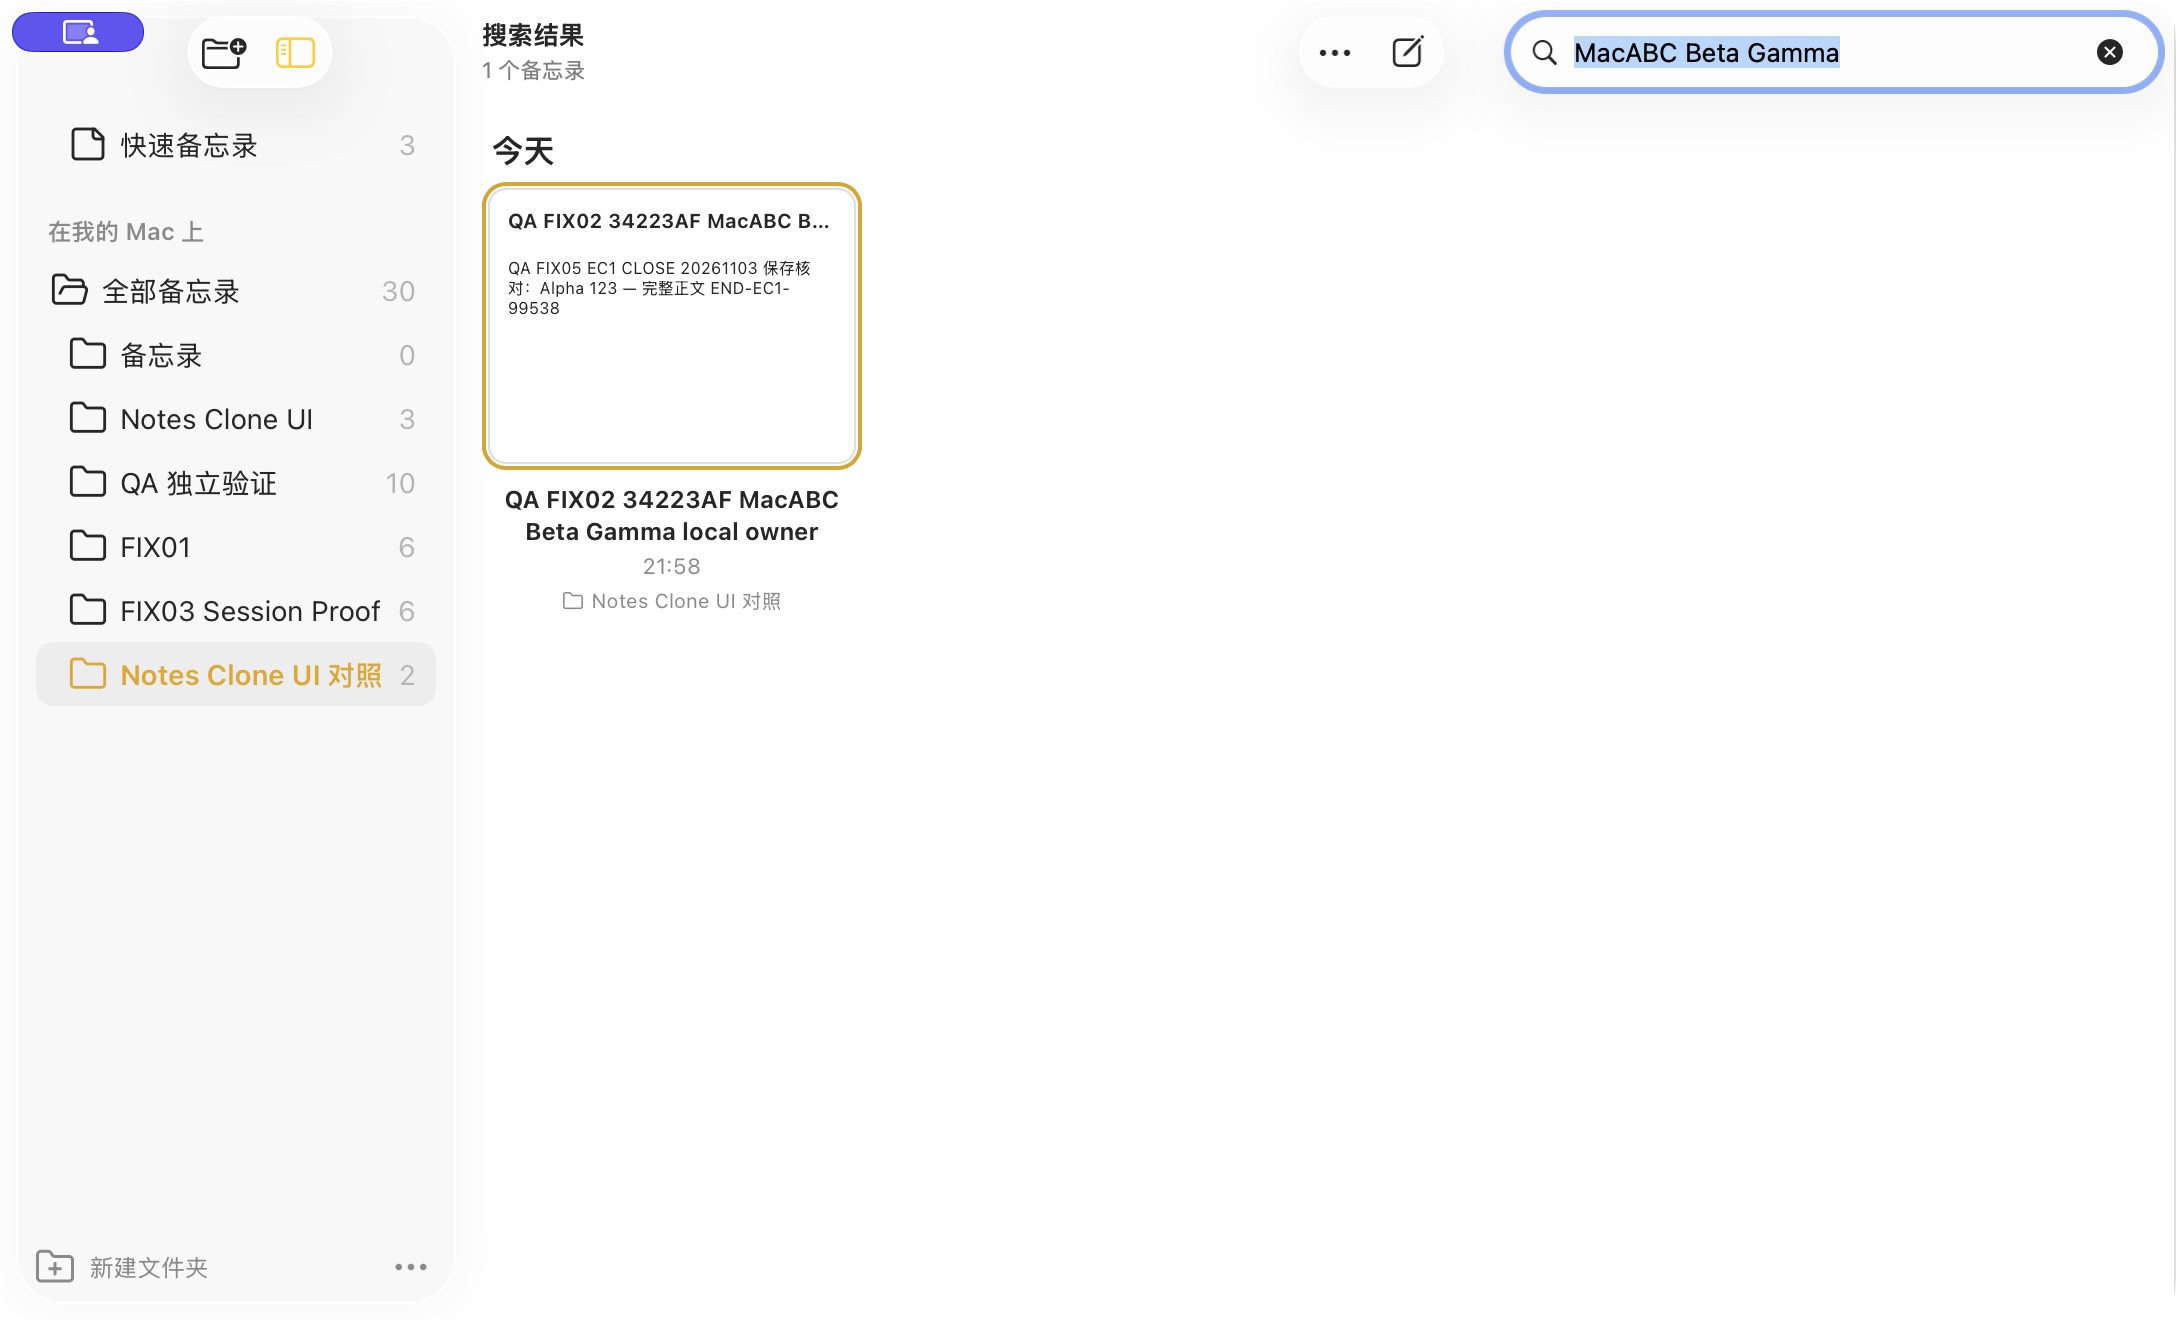 搜索结果
1 个备忘录
MacABC Beta Gamma
快速备忘录 3
在我的 Mac 上
全部备忘录 30
备忘录 0
Notes Clone UI 3
QA 独立验证 10
FIX01 6
FIX03 Session Proof 6
Notes Clone UI 对照 2
新建文件夹
今天
QA FIX02 34223AF MacABC B...
QA FIX05 EC1 CLOSE 20261103 保存核
对：Alpha 123 — 完整正文 END-EC1-
99538
QA FIX02 34223AF MacABC
Beta Gamma local owner
21:58
Notes Clone UI 对照